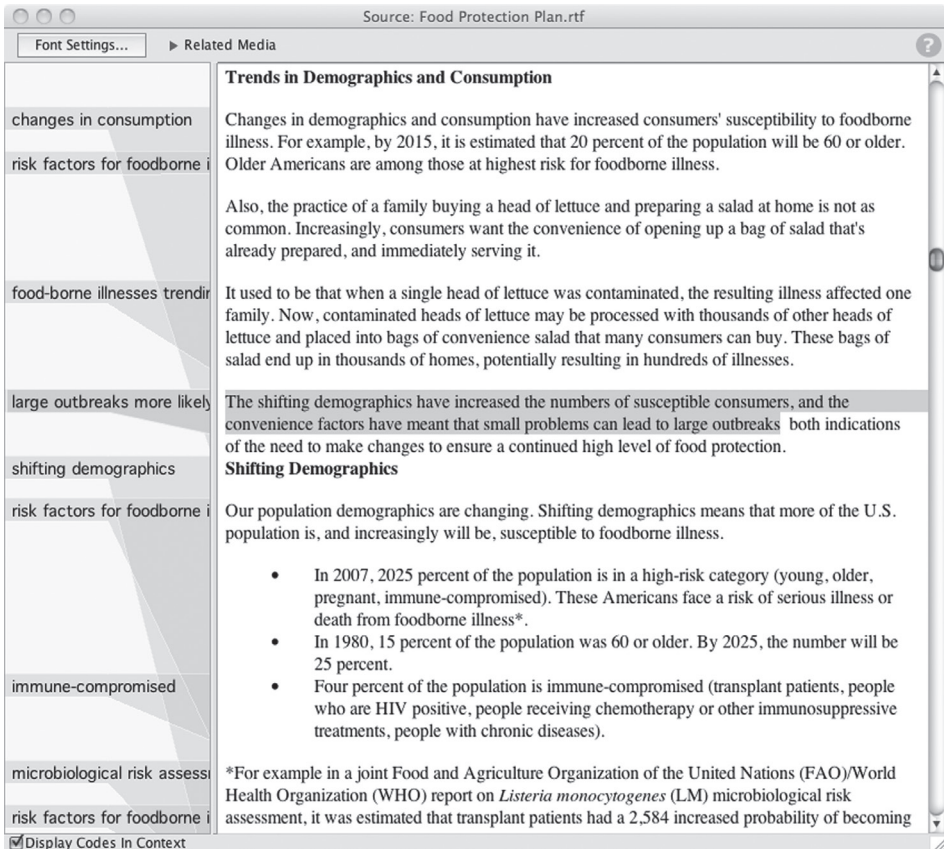 Source: Food Protection Plan.rtf
Font Settings...
Related Media
?
Trends in Demographics and Consumption
changes in consumption
Changes in demographics and consumption have increased consumers' susceptibility to foodborne
illness. For example, by 2015, it is estimated that 20 percent of the population will be 60 or older.
risk factors for foodborne i
Older Americans are among those at highest risk for foodborne illness.
Also, the practice of a family buying a head of lettuce and preparing a salad at home is not as
common. Increasingly, consumers want the convenience of opening up a bag of salad that's
already prepared, and immediately serving it.
food-borne illnesses trendin
It used to be that when a single head of lettuce was contaminated, the resulting illness affected one
family. Now, contaminated heads of lettuce may be processed with thousands of other heads of
lettuce and placed into bags of convenience salad that many consumers can buy. These bags of
salad end up in thousands of homes, potentially resulting in hundreds of illnesses.
large outbreaks more likely
The shifting demographics have increased the numbers of susceptible consumers, and the
convenience factors have meant that small problems can lead to large outbreaks both indications
of the need to make changes to ensure a continued high level of food protection.
shifting demographics
Shifting Demographics
risk factors for foodborne i
Our population demographics are changing. Shifting demographics means that more of the U.S.
population is, and increasingly will be, susceptible to foodborne illness.
• In 2007, 2025 percent of the population is in a high-risk category (young, older,
pregnant, immune-compromised). These Americans face a risk of serious illness or
death from foodborne illness*.
• In 1980, 15 percent of the population was 60 or older. By 2025, the number will be
25 percent.
immune-compromised
• Four percent of the population is immune-compromised (transplant patients, people
who are HIV positive, people receiving chemotherapy or other immunosuppressive
treatments, people with chronic diseases).
microbiological risk assess
*For example in a joint Food and Agriculture Organization of the United Nations (FAO)/World
Health Organization (WHO) report on Listeria monocytogenes (LM) microbiological risk
risk factors for foodborne i
assessment, it was estimated that transplant patients had a 2,584 increased probability of becoming
Display Codes In Context